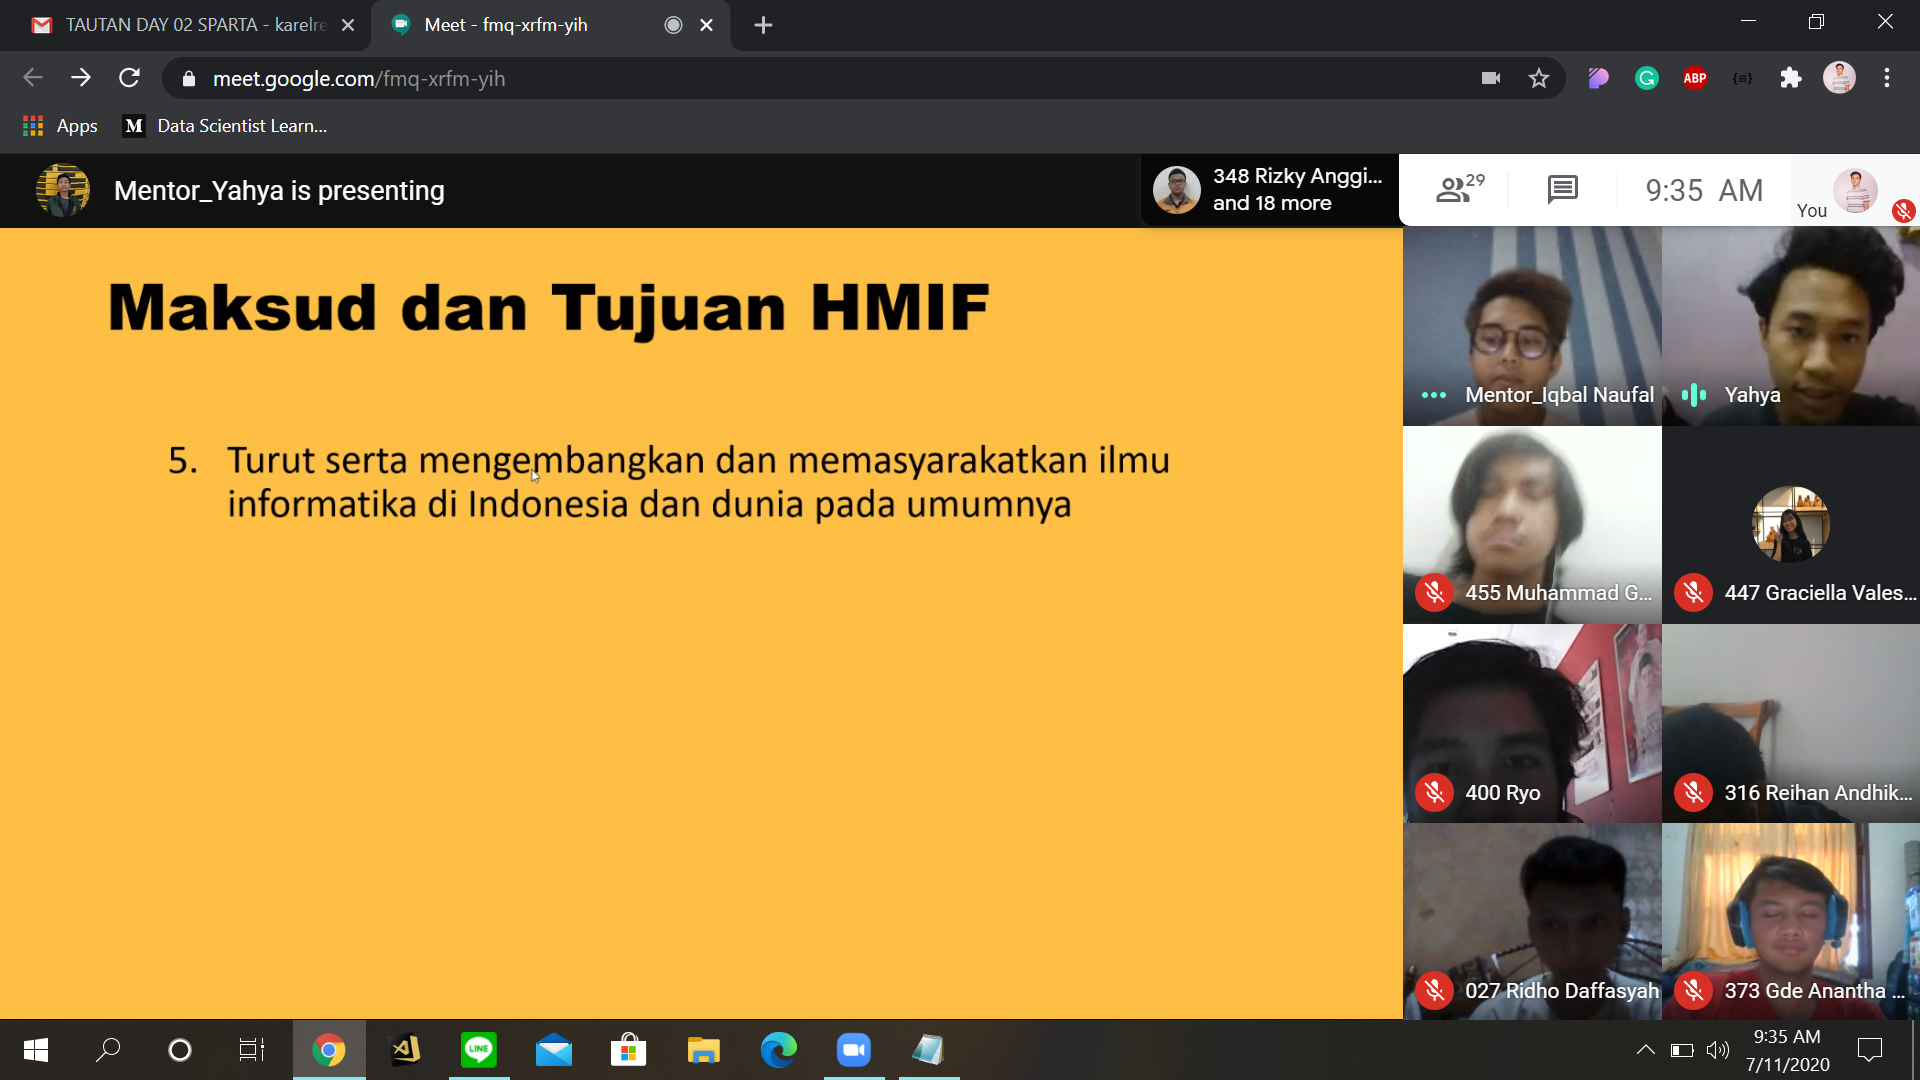 TAUTAN DAY 02 SPARTA - karelre
Meet - fmq-xrfm-yih
meet.google.com/fmq-xrfm-yih
ABP
Apps
M Data Scientist Learn...
Mentor_Yahya is presenting
348 Rizky Anggi...
and 18 more
29
9:35 AM
You
Maksud dan Tujuan HMIF
5. Turut serta mengembangkan dan memasyarakatkan ilmu
informatika di Indonesia dan dunia pada umumnya
Mentor_Iqbal Naufal
Yahya
455 Muhammad G...
447 Graciella Vales...
400 Ryo
316 Reihan Andhik...
027 Ridho Daffasyah
373 Gde Anantha ...
LINE
9:35 AM
7/11/2020